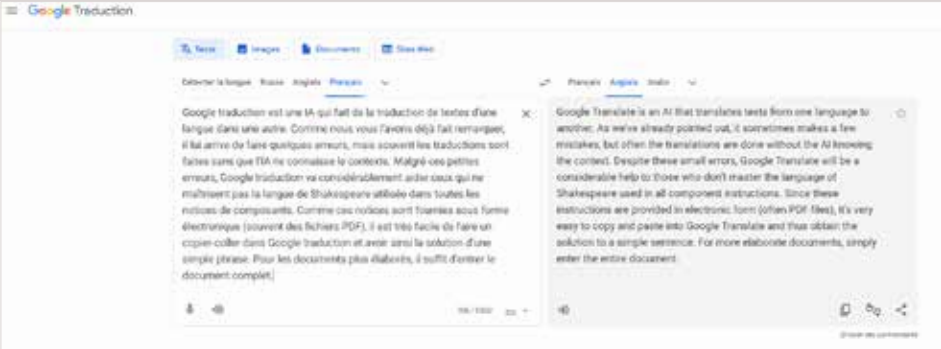 Google Traduction
Texte Images Documents Sites Web
Détecter la langue Russe Anglais Français
Français Anglais Arabe
Google traduction est une IA qui fait de la traduction de textes d'une
langue dans une autre. Comme nous vous l'avons déjà fait remarquer,
il lui arrive de faire quelques erreurs, mais souvent les traductions sont
faites sans que l'IA ne connaisse le contexte. Malgré ces petites
erreurs, Google traduction va considérablement aider ceux qui ne
maîtrisent pas la langue de Shakespeare utilisée dans toutes les
notices de composants. Comme ces notices sont fournies sous forme
électronique (souvent des fichiers PDF), il est très facile de faire un
copier-coller dans Google traduction et avoir ainsi la solution d'une
simple phrase. Pour les documents plus élaborés, il suffit d'entrer le
document complet.
Google Translate is an AI that translates texts from one language to
another. As we've already pointed out, it sometimes makes a few
mistakes, but often the translations are done without the AI knowing
the context. Despite these small errors, Google Translate will be a
considerable help to those who don't master the language of
Shakespeare used in all component instructions. Since these
instructions are provided in electronic form (often PDF files), it's very
easy to copy and paste into Google Translate and thus obtain the
solution to a simple sentence. For more elaborate documents, simply
enter the entire document.
Envoyer des commentaires